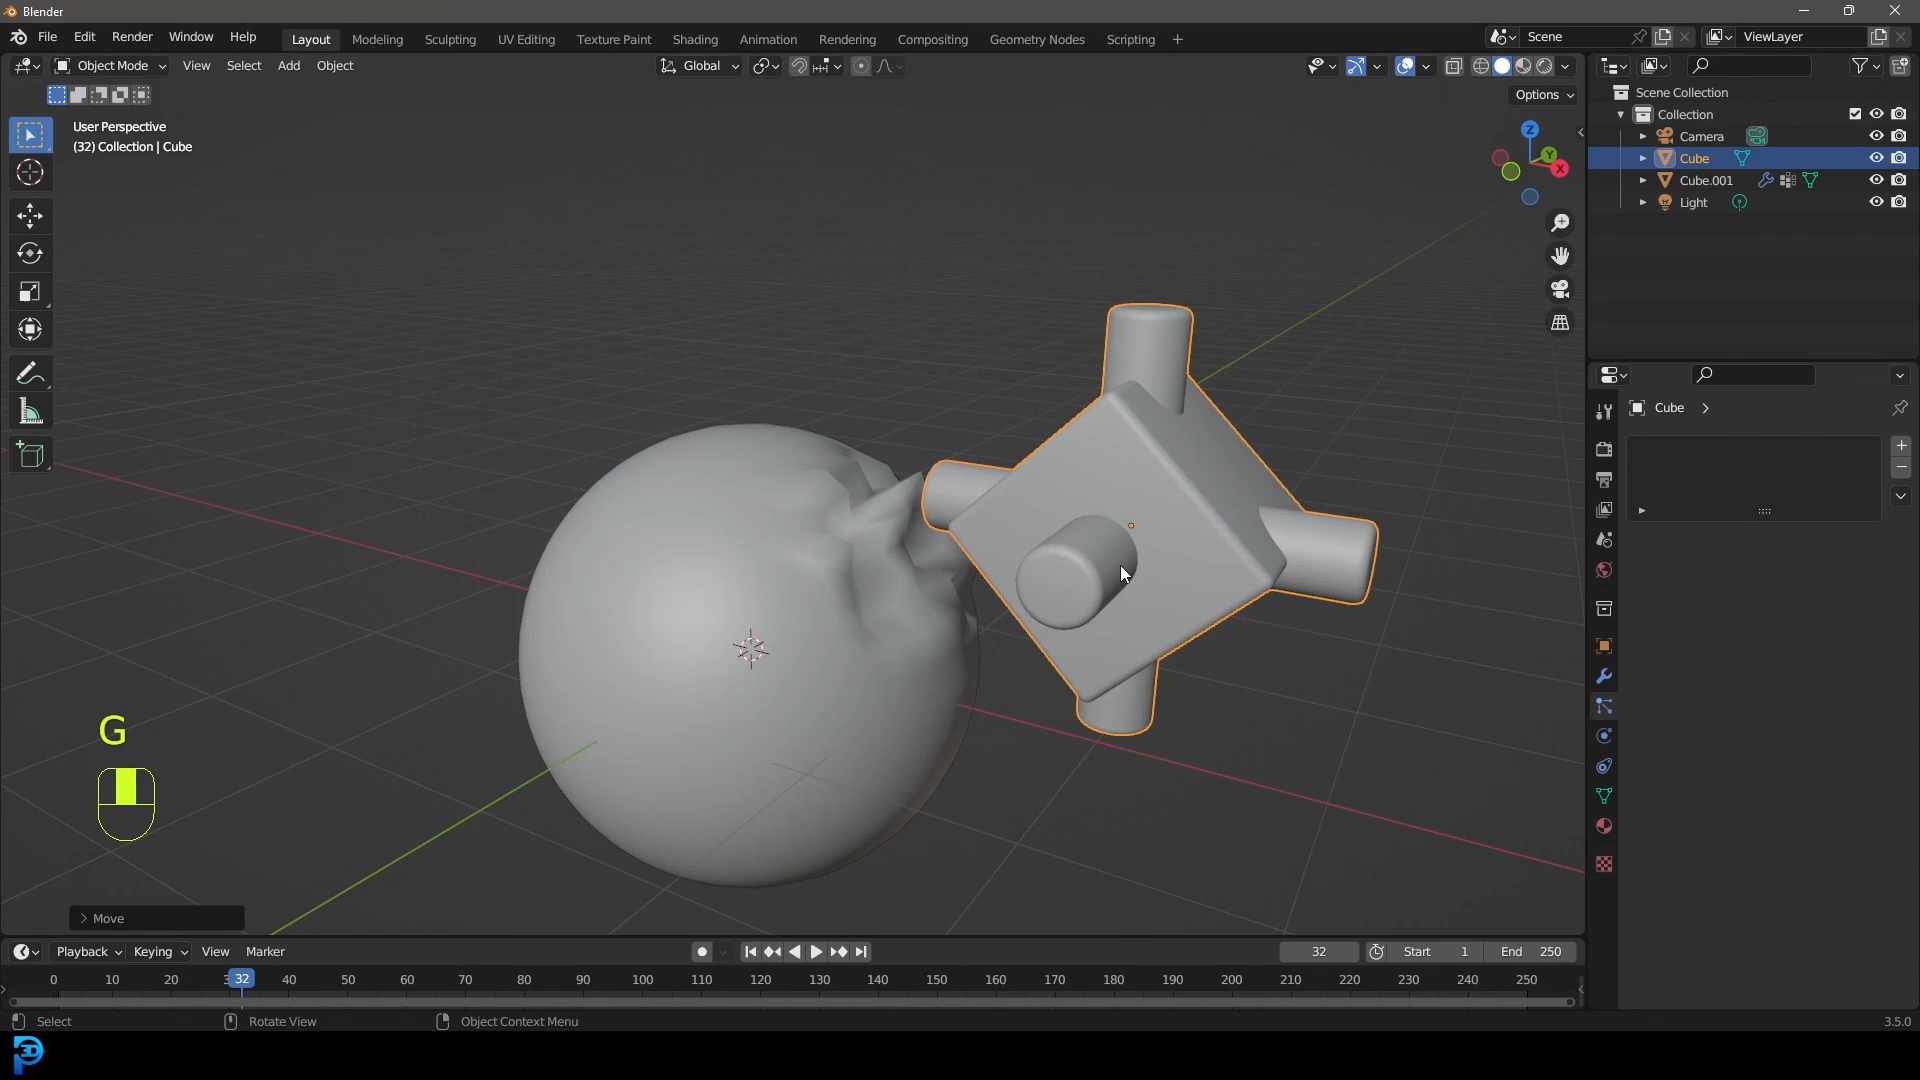 Blender
File Edit Render Window Help Layout Modeling Sculpting UV Editing Texture Paint Shading Animation Rendering Compositing Geometry Nodes Scripting + Scene ViewLayer
Object Mode View Select Add Object Global
Options
User Perspective
(32) Collection | Cube
Z
Y
X
Scene Collection
Collection
Camera
Cube
Cube.001
Light
Cube
G
Move
Playback Keying View Marker 32 Start 1 End 250
0 10 20 32 40 50 60 70 80 90 100 110 120 130 140 150 160 170 180 190 200 210 220 230 240 250
Select Rotate View Object Context Menu 3.5.0